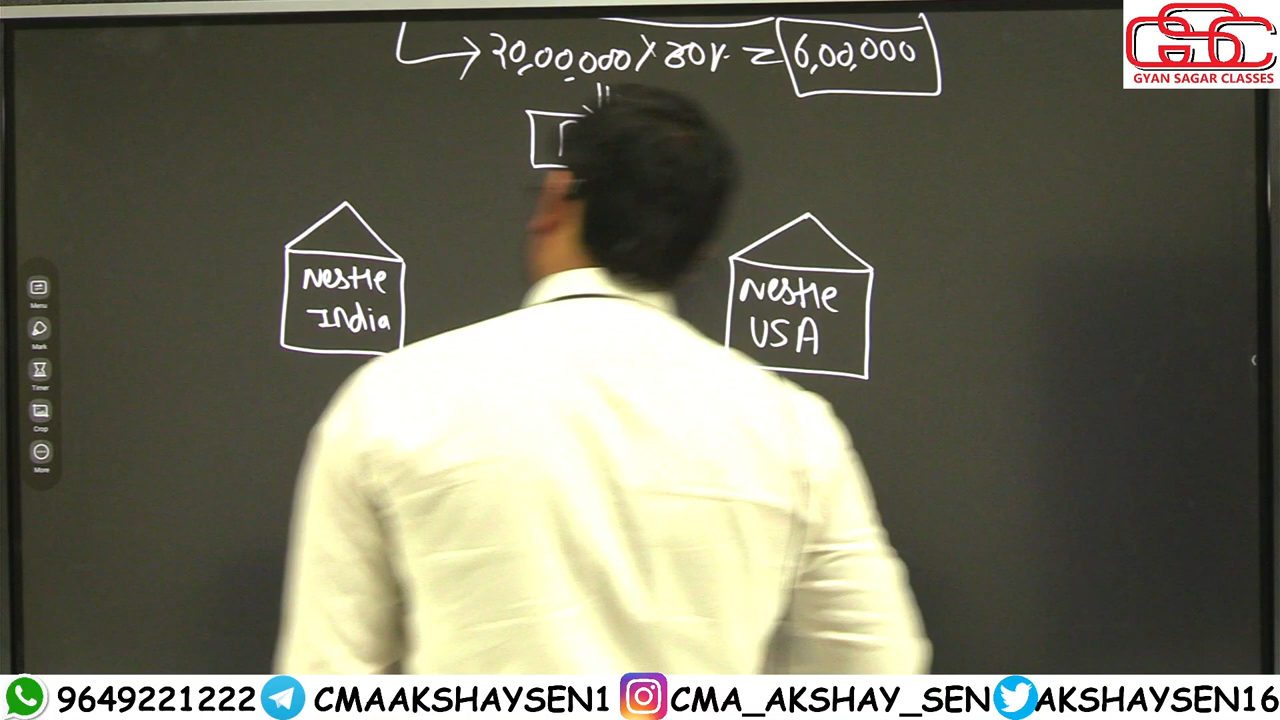 20,00,000 × 30% = 6,00,000
GYAN SAGAR CLASSES
Nestle
India
Nestle
USA
Menu
Mark
Timer
Crop
More
9649221222 CMAAKSHAYSEN1 CMA_AKSHAY_SEN AKSHAYSEN16